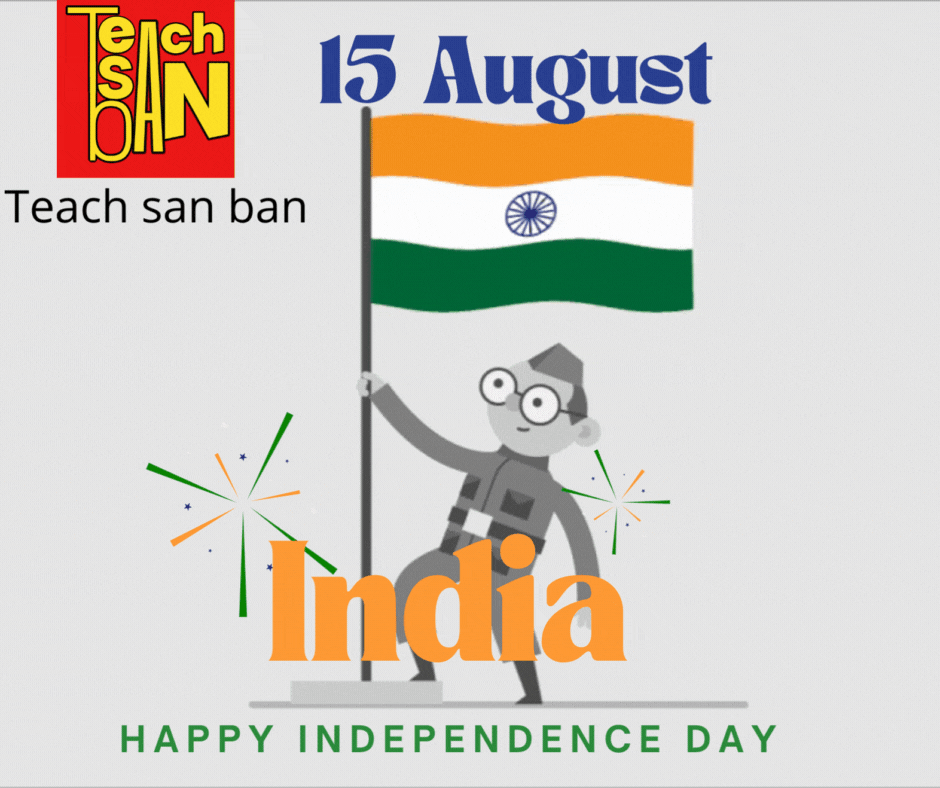 Teach
san
BAN
Teach san ban
15 August
India
HAPPY INDEPENDENCE DAY